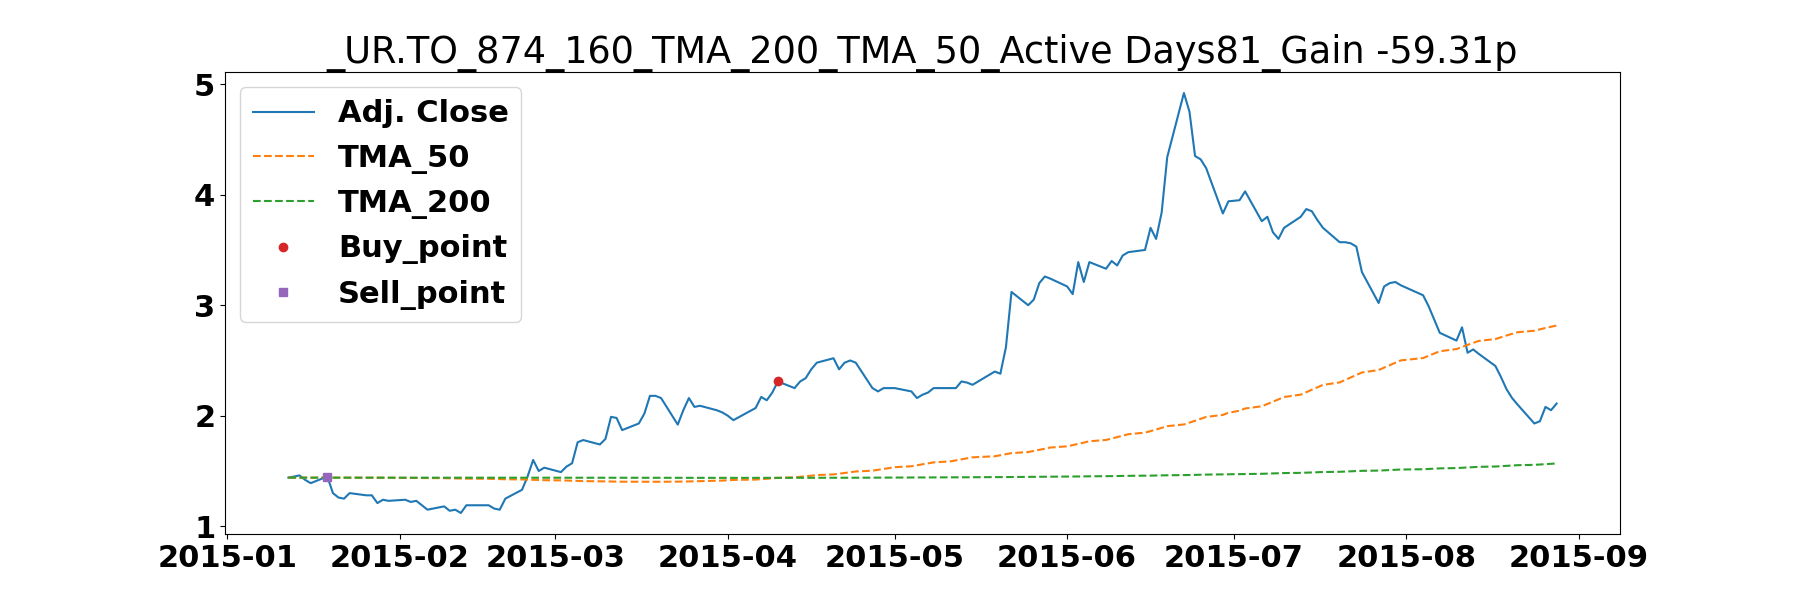 _UR.TO_874_160_TMA_200_TMA_50_Active Days81_Gain -59.31p
5
4
3
2
1
Adj. Close
TMA_50
TMA_200
Buy_point
Sell_point
2015-01 2015-02 2015-03 2015-04 2015-05 2015-06 2015-07 2015-08 2015-09